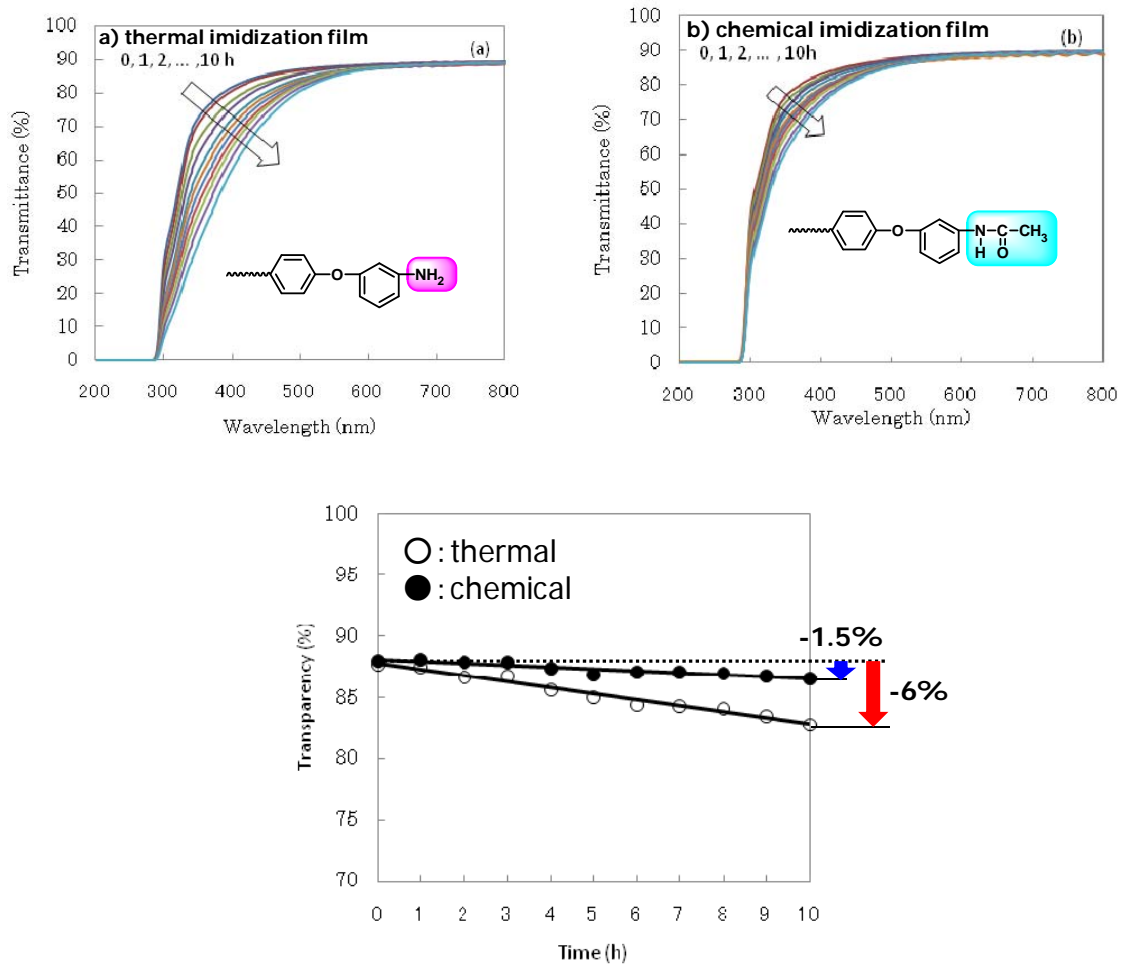 a) thermal imidization film
(a)
0, 1, 2, ... ,10 h
100
90
80
70
60
50
40
30
20
10
0
Transmittance (%)
O
NH2
200 300 400 500 600 700 800
Wavelength (nm)
b) chemical imidization film
(b)
0, 1, 2, ... , 10h
100
90
80
70
60
50
40
30
20
10
0
Transmittance (%)
O
N
H
C
O
CH3
200 300 400 500 600 700 800
Wavelength (nm)
100
95
90
85
80
75
70
Transparency (%)
: thermal
: chemical
-1.5%
-6%
0 1 2 3 4 5 6 7 8 9 10
Time (h)